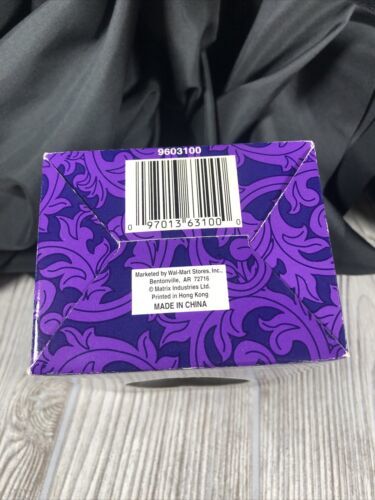 9603100
0 97013 63100 0
Marketed by Wal-Mart Stores, Inc.,
Bentonville, AR 72716
© Matrix Industries Ltd.
Printed in Hong Kong
MADE IN CHINA